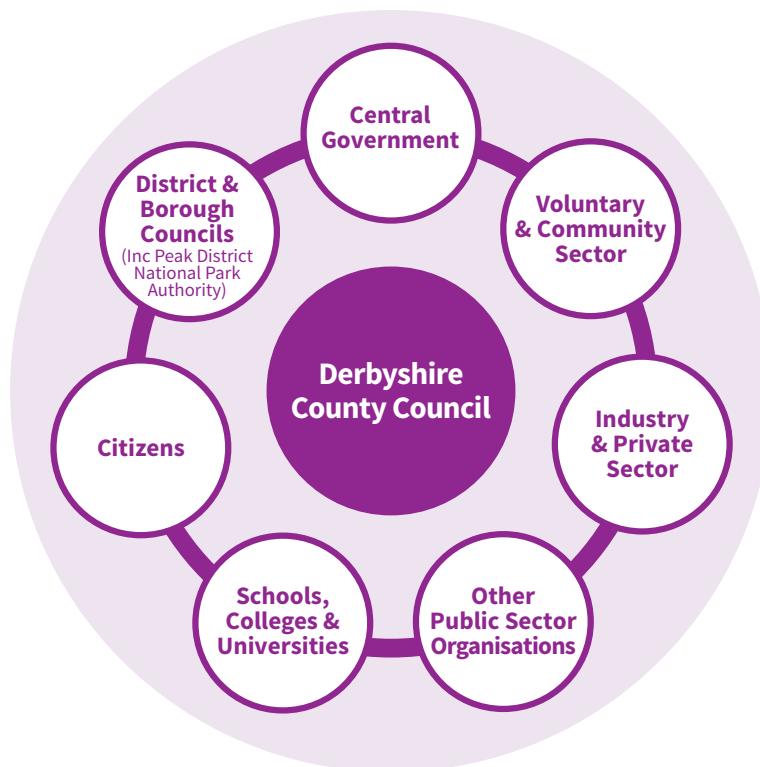 Central
Government
Voluntary
& Community
Sector
Industry
& Private
Sector
Other
Public Sector
Organisations
Schools,
Colleges &
Universities
Citizens
District &
Borough
Councils
(Inc Peak District
National Park
Authority)
Derbyshire
County Council